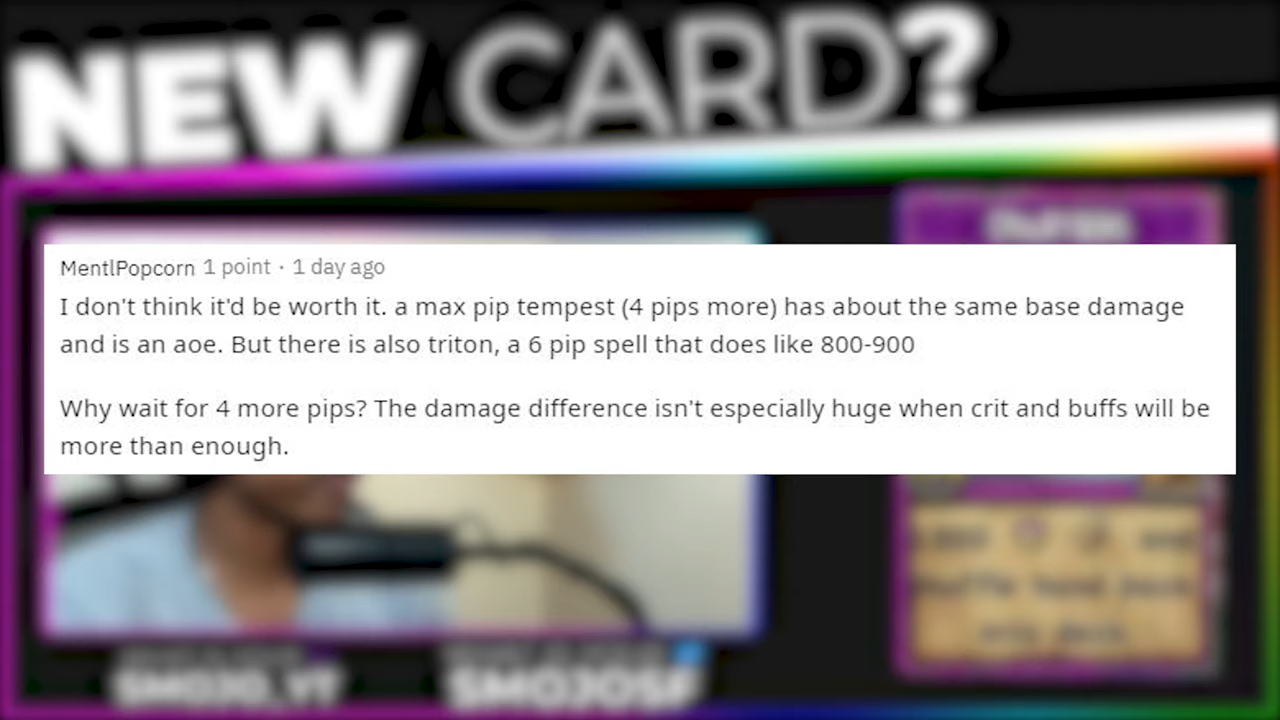 NEW CARD?
MentlPopcorn 1 point · 1 day ago
I don't think it'd be worth it. a max pip tempest (4 pips more) has about the same base damage
and is an aoe. But there is also triton, a 6 pip spell that does like 800-900
Why wait for 4 more pips? The damage difference isn't especially huge when crit and buffs will be
more than enough.
SMOJO.YT